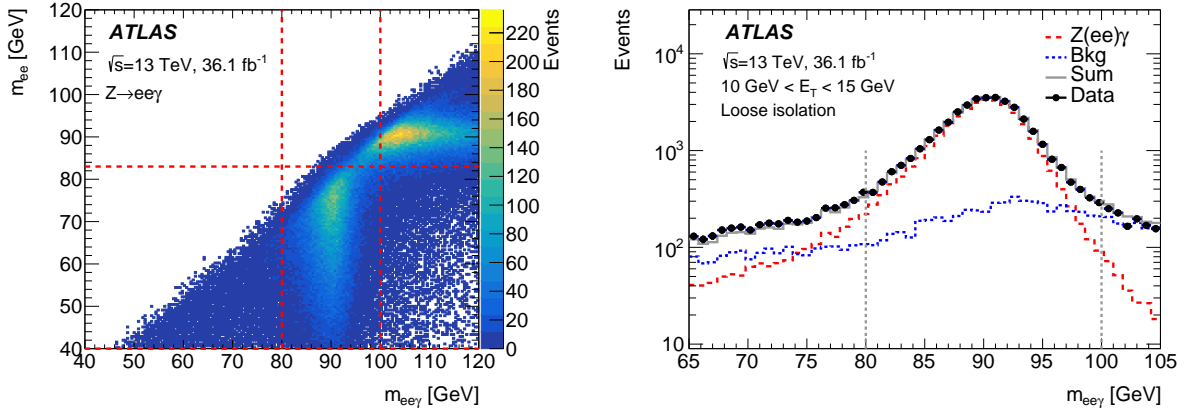 ATLAS
√s=13 TeV, 36.1 fb⁻¹
Z→eeγ
m_ee [GeV]
120
110
100
90
80
70
60
50
40
40 50 60 70 80 90 100 110 120
m_eeγ [GeV]
Events
220
200
180
160
140
120
100
80
60
40
20
0
Events
ATLAS
√s=13 TeV, 36.1 fb⁻¹
10 GeV < E_T < 15 GeV
Loose isolation
Z(ee)γ
Bkg
Sum
Data
10⁴
10³
10²
10
65 70 75 80 85 90 95 100 105
m_eeγ [GeV]